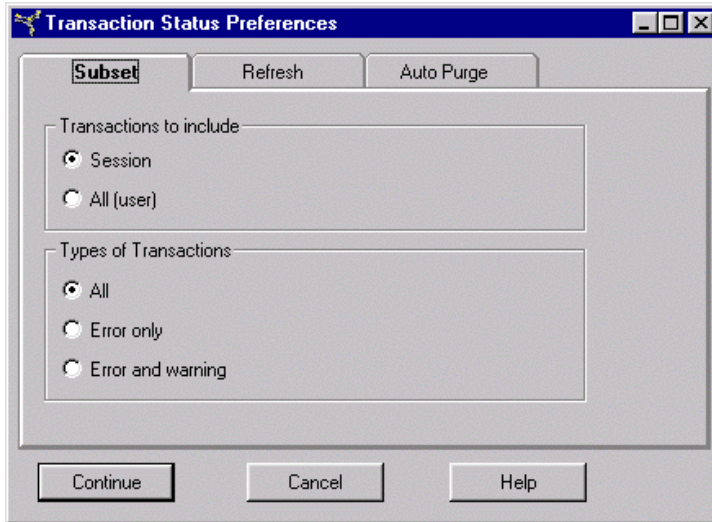 Transaction Status Preferences
Subset Refresh Auto Purge
Transactions to include
Session
All (user)
Types of Transactions
All
Error only
Error and warning
Continue Cancel Help